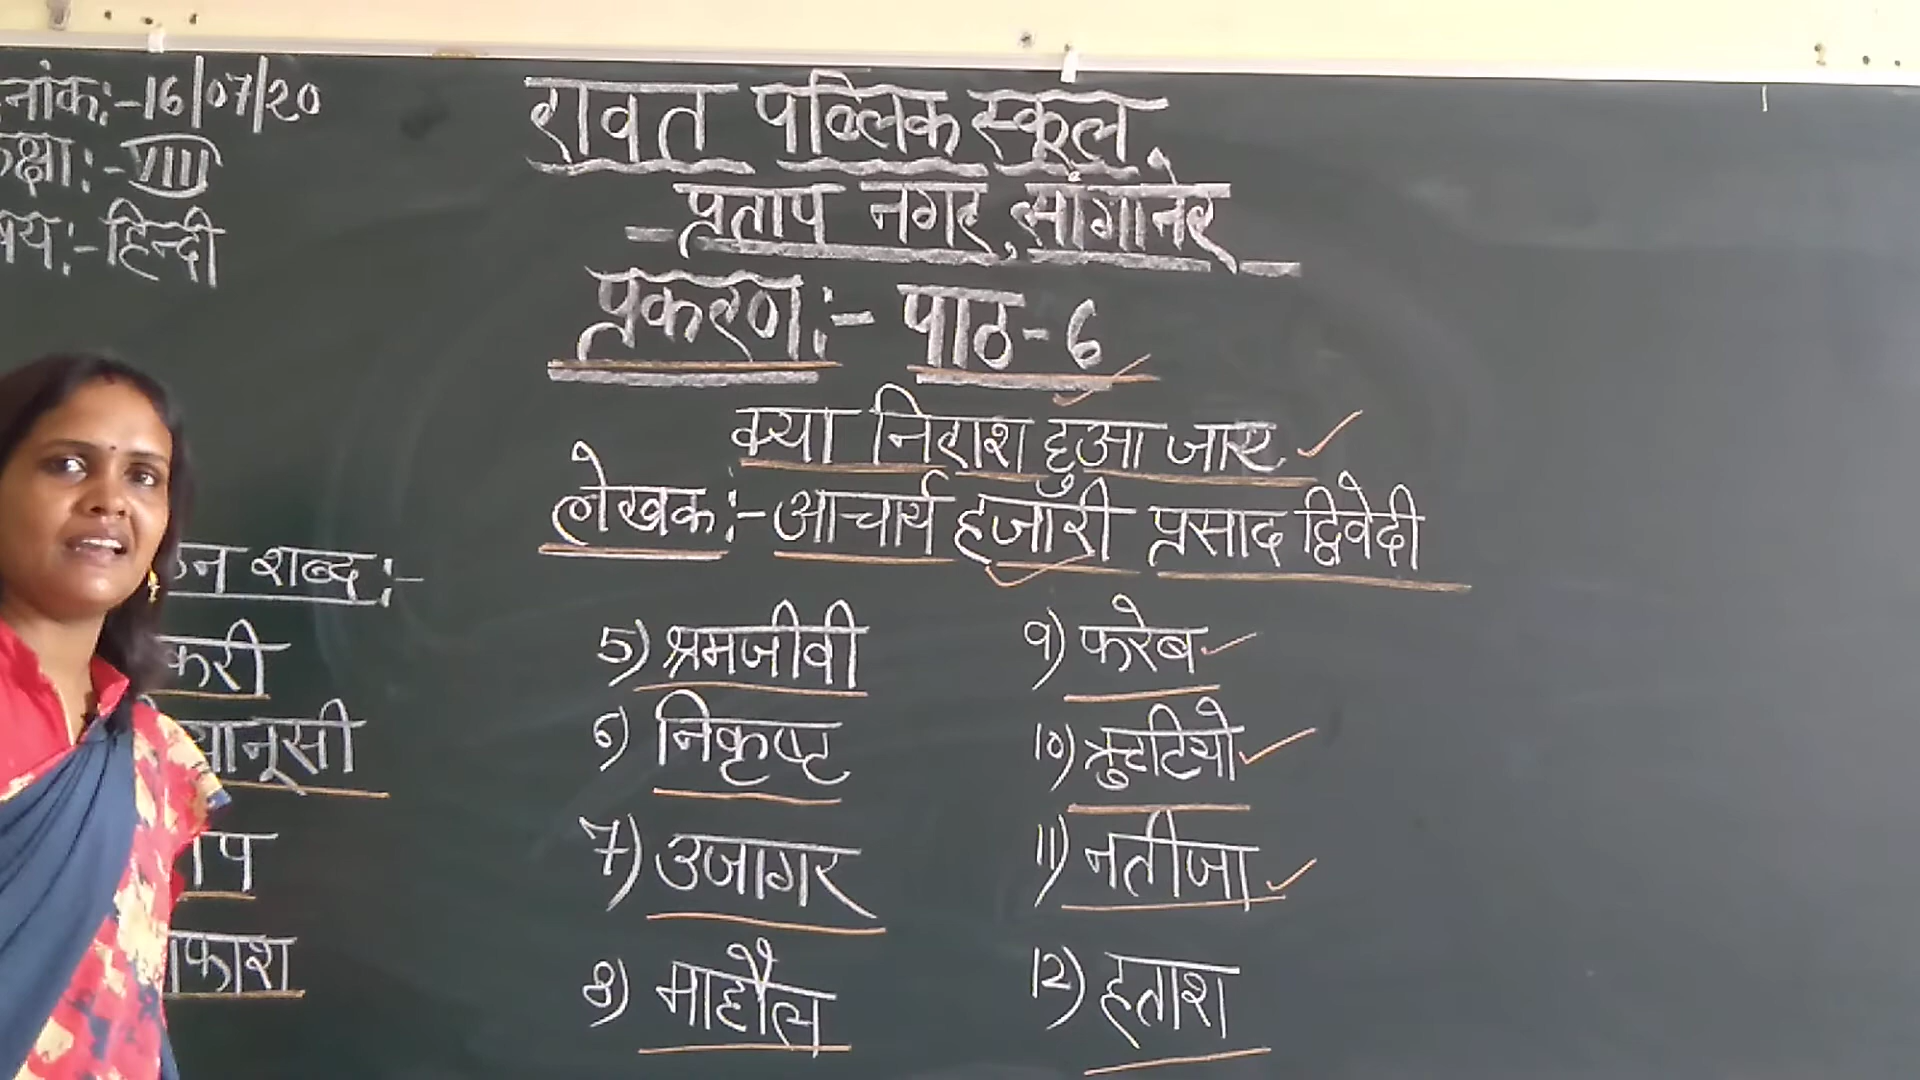 नांक:-16/07/20
कक्षा:-VIII
षय:-हिन्दी
रावत पब्लिक स्कूल,
प्रताप नगर, सांगानेर
प्रकरण:- पाठ-6
क्या निराश हुआ जाए
लेखक:-आचार्य हजारी प्रसाद द्विवेदी
ठिन शब्द:-
करी
यानूसी
ाप
ाफाश
5) श्रमजीवी
6) निकृष्ट
7) उजागर
8) माहौल
9) फरेब
10) त्रुटियो
11) नतीजा
12) हताश